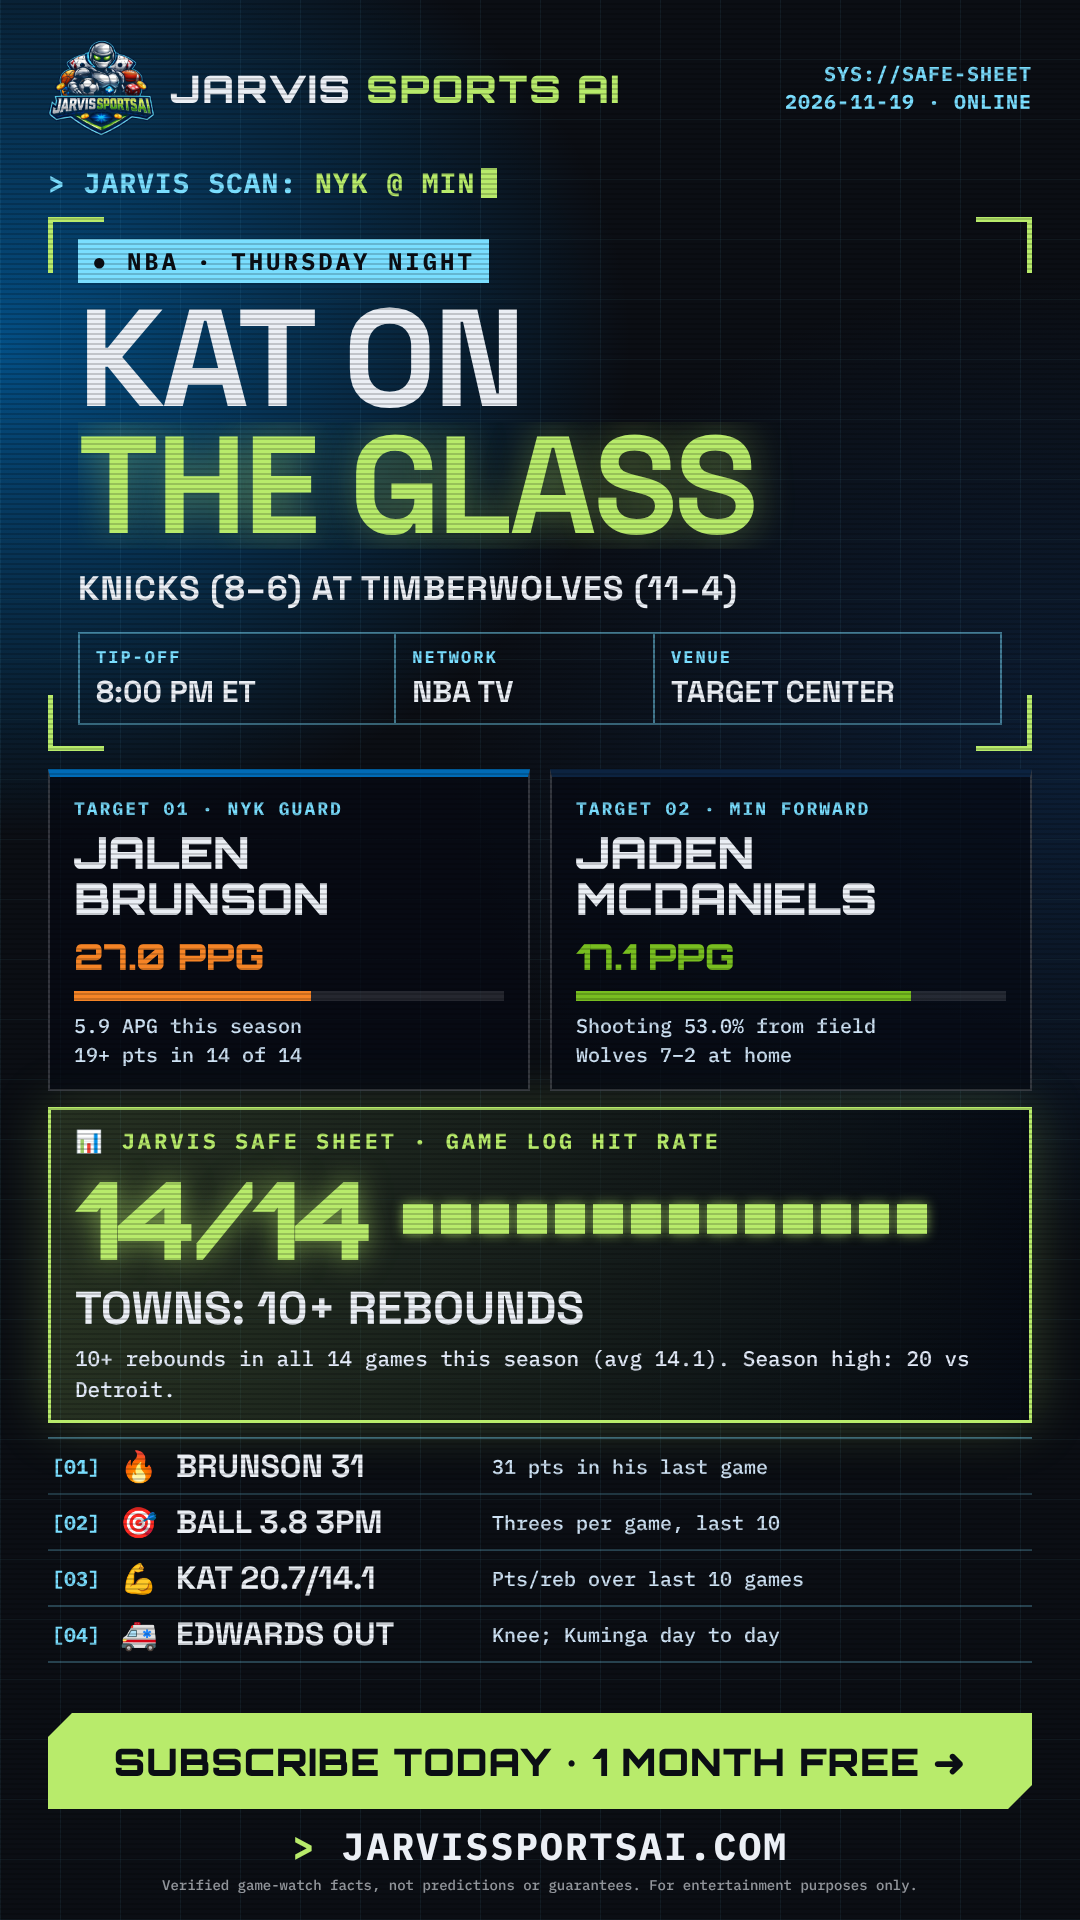 JARVISSPORTSAI
JARVIS SPORTS AI
SYS://SAFE-SHEET
2026-11-19 · ONLINE
> JARVIS SCAN: NYK @ MIN
● NBA · THURSDAY NIGHT
KAT ON
THE GLASS
KNICKS (8–6) AT TIMBERWOLVES (11–4)
TIP-OFF
8:00 PM ET
NETWORK
NBA TV
VENUE
TARGET CENTER
TARGET 01 · NYK GUARD
JALEN
BRUNSON
27.0 PPG
5.9 APG this season
19+ pts in 14 of 14
TARGET 02 · MIN FORWARD
JADEN
MCDANIELS
17.1 PPG
Shooting 53.0% from field
Wolves 7–2 at home
📊 JARVIS SAFE SHEET · GAME LOG HIT RATE
14/14
TOWNS: 10+ REBOUNDS
10+ rebounds in all 14 games this season (avg 14.1). Season high: 20 vs
Detroit.
[01] 🔥 BRUNSON 31 31 pts in his last game
[02] 🎯 BALL 3.8 3PM Threes per game, last 10
[03] 💪 KAT 20.7/14.1 Pts/reb over last 10 games
[04] 🚑 EDWARDS OUT Knee; Kuminga day to day
SUBSCRIBE TODAY · 1 MONTH FREE ➜
> JARVISSPORTSAI.COM
Verified game-watch facts, not predictions or guarantees. For entertainment purposes only.